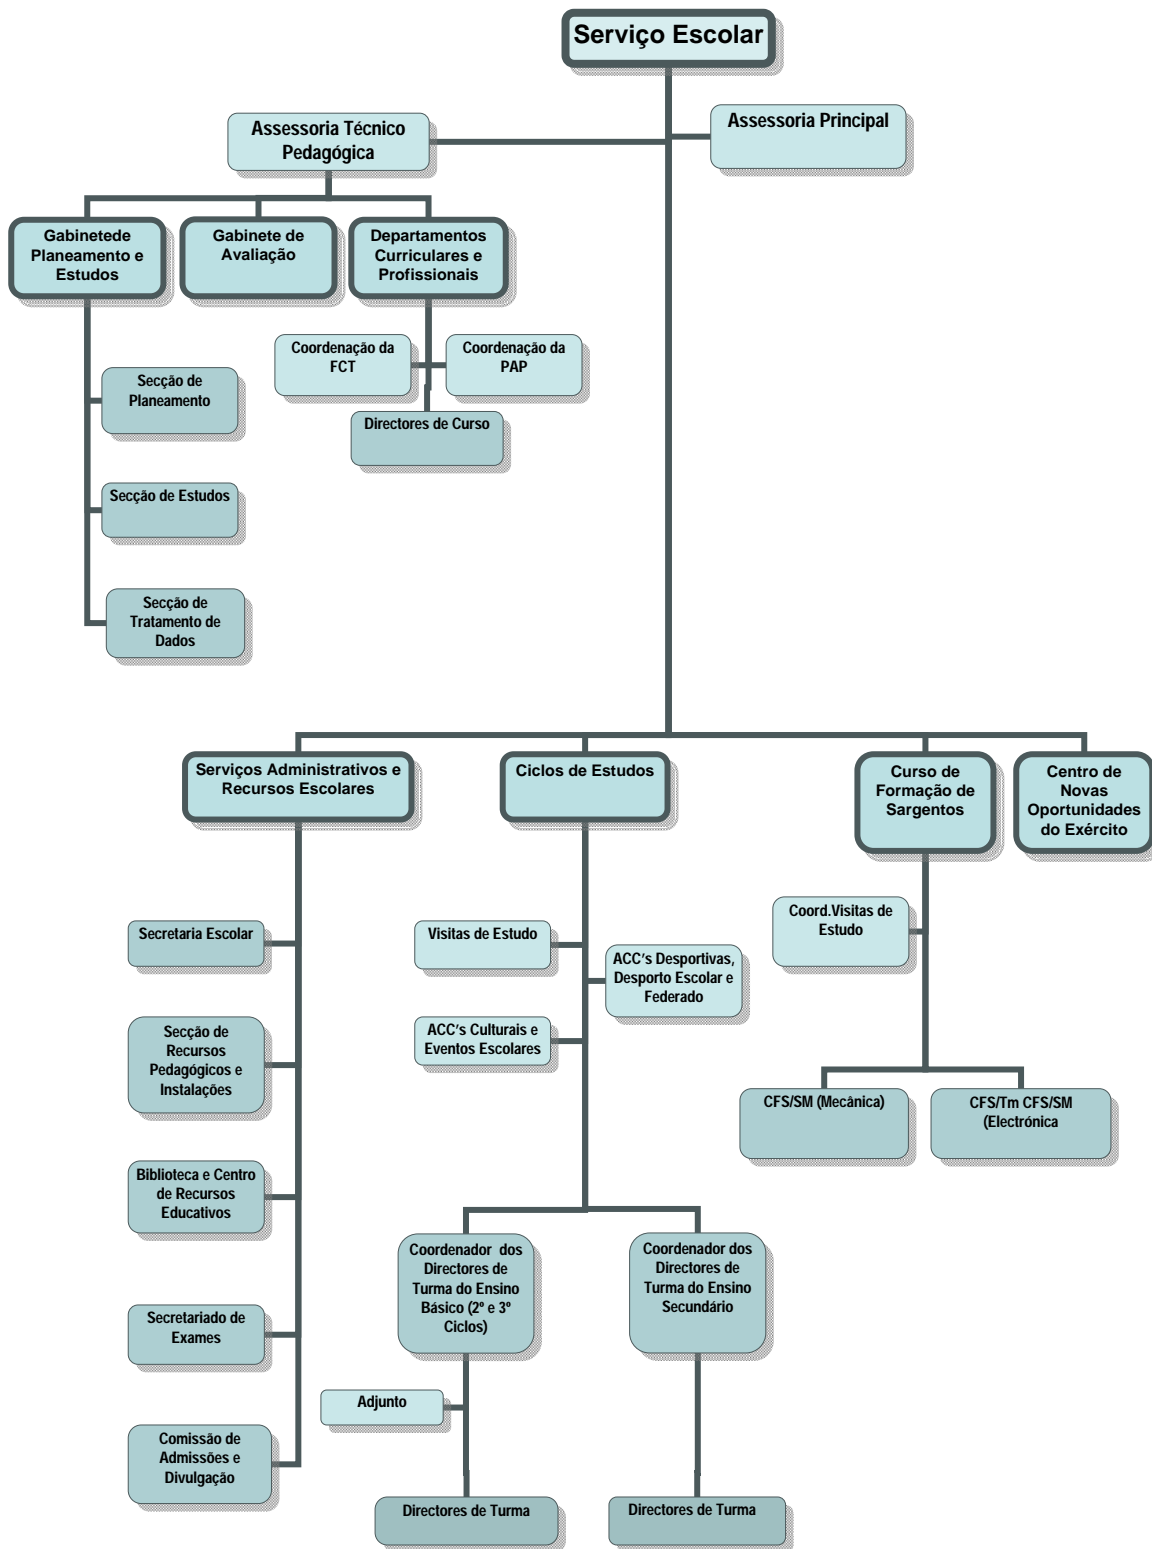 Serviço Escolar
Assessoria Principal
Assessoria Técnico
Pedagógica
Gabinetede
Planeamento e
Estudos
Gabinete de
Avaliação
Departamentos
Curriculares e
Profissionais
Coordenação da
FCT
Coordenação da
PAP
Secção de
Planeamento
Directores de Curso
Secção de Estudos
Secção de
Tratamento de
Dados
Serviços Administrativos e
Recursos Escolares
Ciclos de Estudos
Curso de
Formação de
Sargentos
Centro de
Novas
Oportunidades
do Exército
Secretaria Escolar
Visitas de Estudo
Coord.Visitas de
Estudo
ACC's Desportivas,
Desporto Escolar e
Federado
Secção de
Recursos
Pedagógicos e
Instalações
ACC's Culturais e
Eventos Escolares
CFS/SM (Mecânica)
CFS/Tm CFS/SM
(Electrónica
Biblioteca e Centro
de Recursos
Educativos
Coordenador dos
Directores de
Turma do Ensino
Básico (2º e 3º
Ciclos)
Coordenador dos
Directores de
Turma do Ensino
Secundário
Secretariado de
Exames
Adjunto
Comissão de
Admissões e
Divulgação
Directores de Turma
Directores de Turma